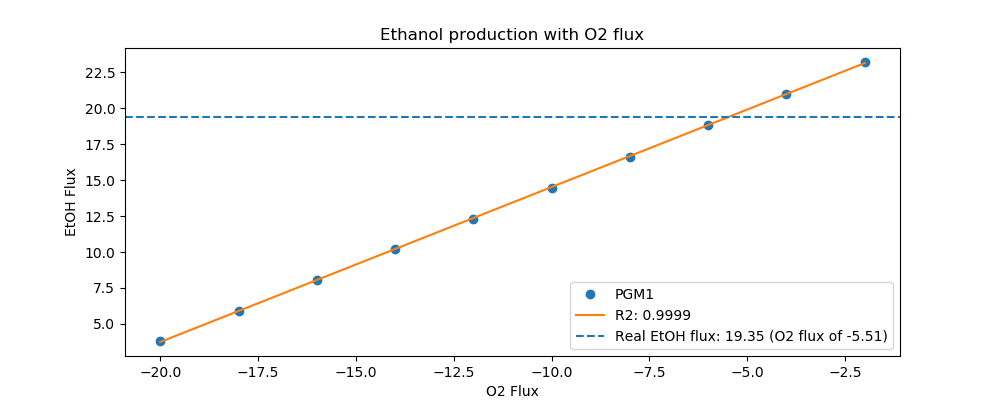 Ethanol production with O2 flux
EtOH Flux
22.5
20.0
17.5
15.0
12.5
10.0
7.5
5.0
PGM1
R2: 0.9999
Real EtOH flux: 19.35 (O2 flux of -5.51)
−20.0 −17.5 −15.0 −12.5 −10.0 −7.5 −5.0 −2.5
O2 Flux